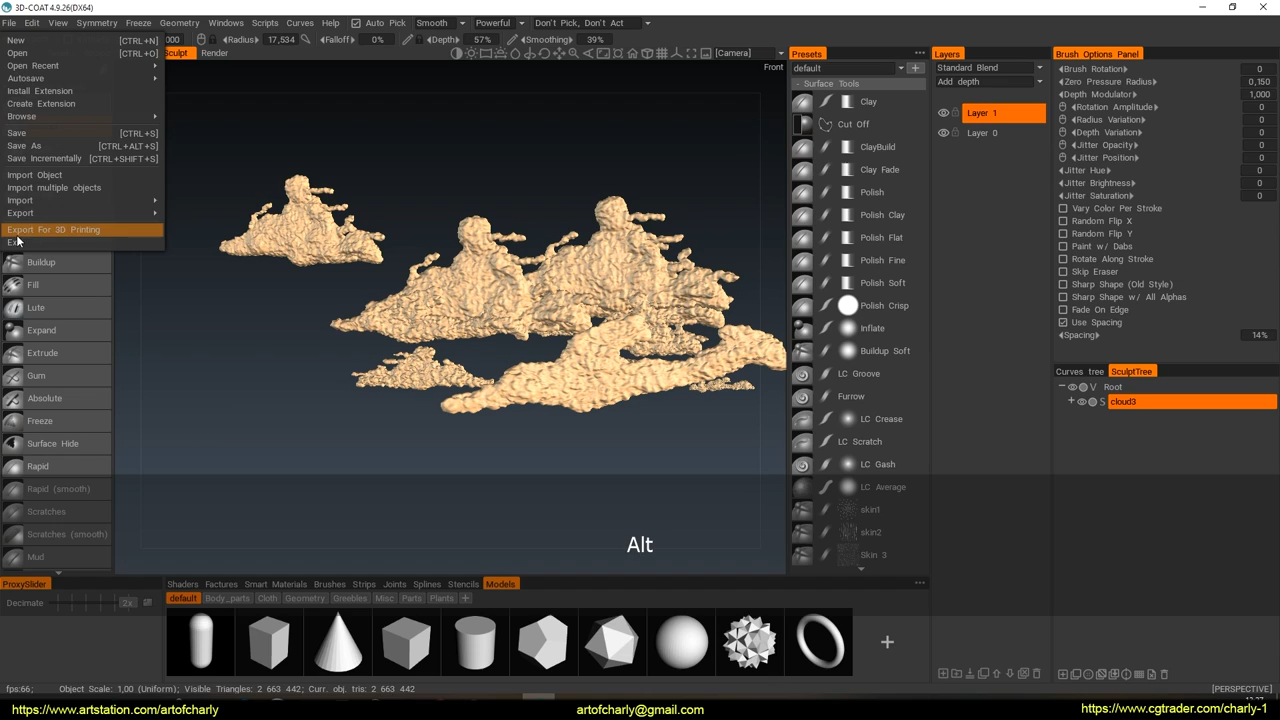 3D-COAT 4.9.26(DX64)
File Edit View Symmetry Freeze Geometry Windows Scripts Curves Help Auto Pick Smooth Powerful Don't Pick, Don't Act
000 Radius 17,534 Falloff 0% Depth 57% Smoothing 39%
New [CTRL+N]
Open [CTRL+O]
Open Recent
Autosave
Install Extension
Create Extension
Browse
Save [CTRL+S]
Save As [CTRL+ALT+S]
Save Incrementally [CTRL+SHIFT+S]
Import Object
Import multiple objects
Import
Export
Export For 3D Printing
Buildup
Fill
Lute
Expand
Extrude
Gum
Absolute
Freeze
Surface Hide
Rapid
Rapid (smooth)
Scratches
Scratches (smooth)
Mud
Sculpt Render
[Camera]
Front
Alt
Presets
default
Surface Tools
Clay
Cut Off
ClayBuild
Clay Fade
Polish
Polish Clay
Polish Flat
Polish Fine
Polish Soft
Polish Crisp
Inflate
Buildup Soft
LC Groove
Furrow
LC Crease
LC Scratch
LC Gash
LC Average
skin1
skin2
Skin 3
Layers
Standard Blend
Add depth
Layer 1
Layer 0
Brush Options Panel
Brush Rotation 0
Zero Pressure Radius 0,150
Depth Modulator 1,000
Rotation Amplitude 0
Radius Variation 0
Depth Variation 0
Jitter Opacity 0
Jitter Position 0
Jitter Hue 0
Jitter Brightness 0
Jitter Saturation 0
Vary Color Per Stroke
Random Flip X
Random Flip Y
Paint w/ Dabs
Rotate Along Stroke
Skip Eraser
Sharp Shape (Old Style)
Sharp Shape w/ All Alphas
Fade On Edge
Use Spacing
Spacing 14%
Curves tree SculptTree
V Root
S cloud3
ProxySlider
Decimate 2x
Shaders Factures Smart Materials Brushes Strips Joints Splines Stencils Models
default Body_parts Cloth Geometry Greebles Misc Parts Plants
fps:66; Object Scale: 1,00 (Uniform); Visible Triangles: 2 663 442; Curr. obj. tris: 2 663 442
[PERSPECTIVE]
https://www.artstation.com/artofcharly artofcharly@gmail.com https://www.cgtrader.com/charly-1